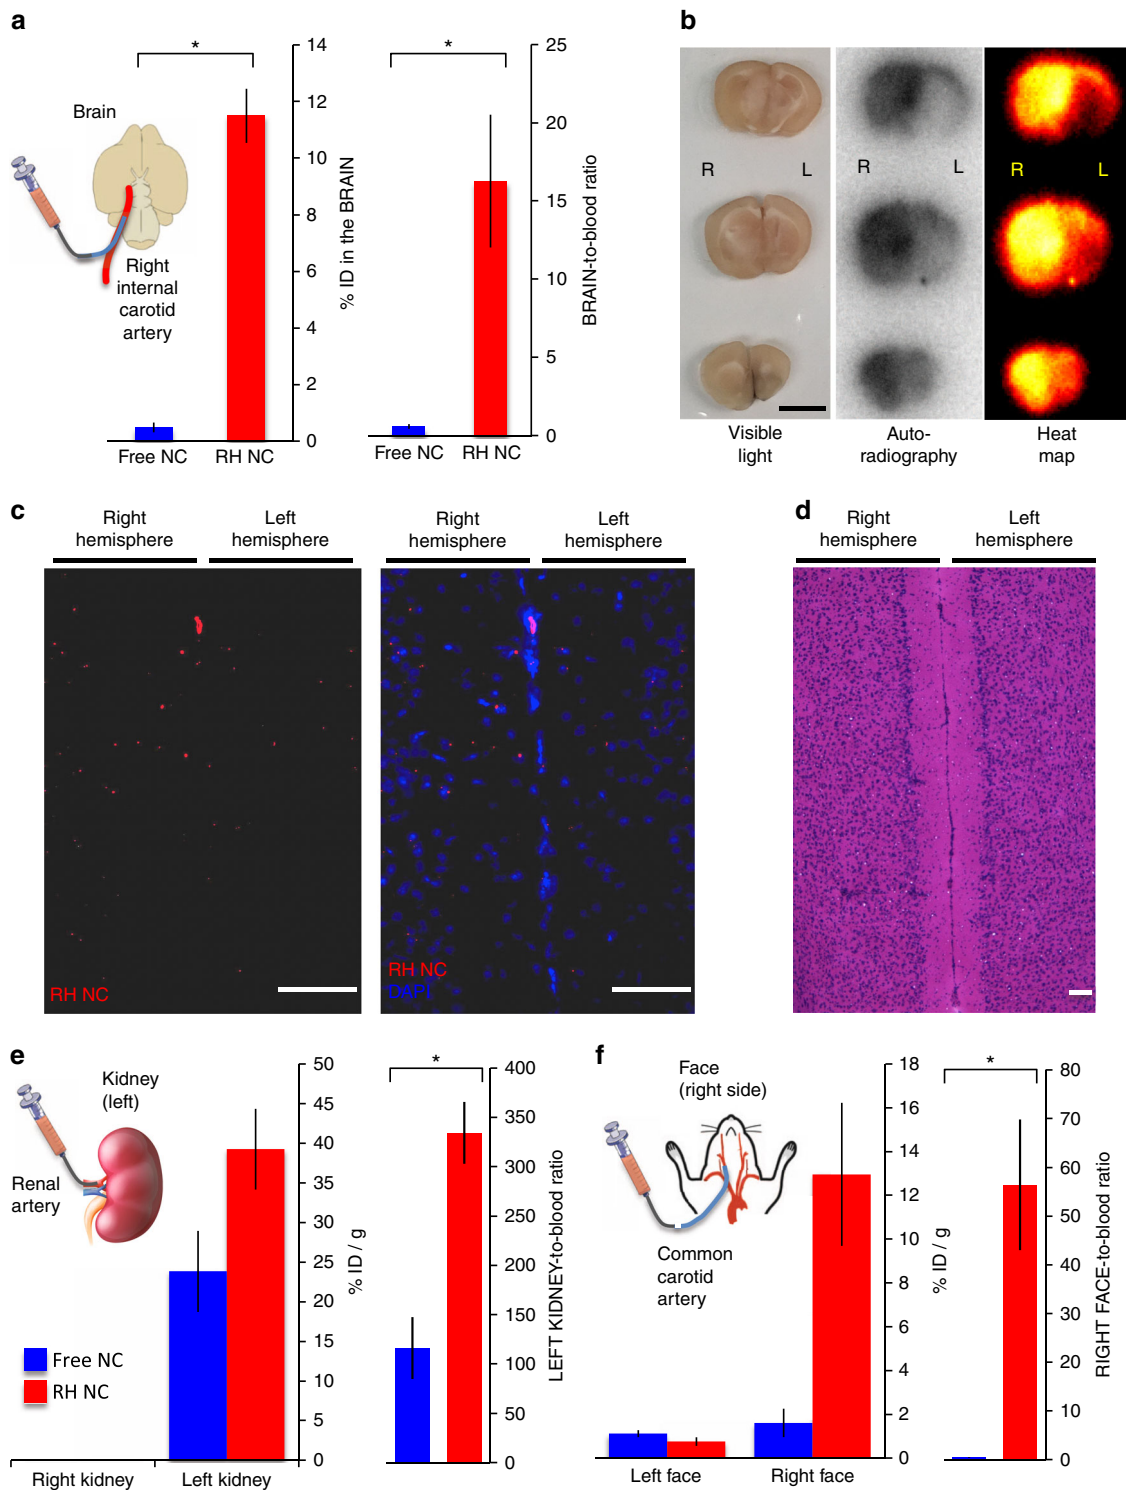 a
Brain
Right
internal
carotid
artery
*
14
12
10
8
6
4
2
0
% ID in the BRAIN
Free NC
RH NC
*
25
20
15
10
5
0
BRAIN-to-blood ratio
Free NC
RH NC
b
R
L
R
L
R
L
Visible
light
Auto-
radiography
Heat
map
c
Right
hemisphere
Left
hemisphere
Right
hemisphere
Left
hemisphere
RH NC
RH NC
DAPI
d
Right
hemisphere
Left
hemisphere
e
Kidney
(left)
Renal
artery
Free NC
RH NC
50
45
40
35
30
25
20
15
10
5
0
% ID / g
Right kidney
Left kidney
*
400
350
300
250
200
150
100
50
0
LEFT KIDNEY-to-blood ratio
f
Face
(right side)
Common
carotid
artery
18
16
14
12
10
8
6
4
2
0
% ID / g
Left face
Right face
*
80
70
60
50
40
30
20
10
0
RIGHT FACE-to-blood ratio